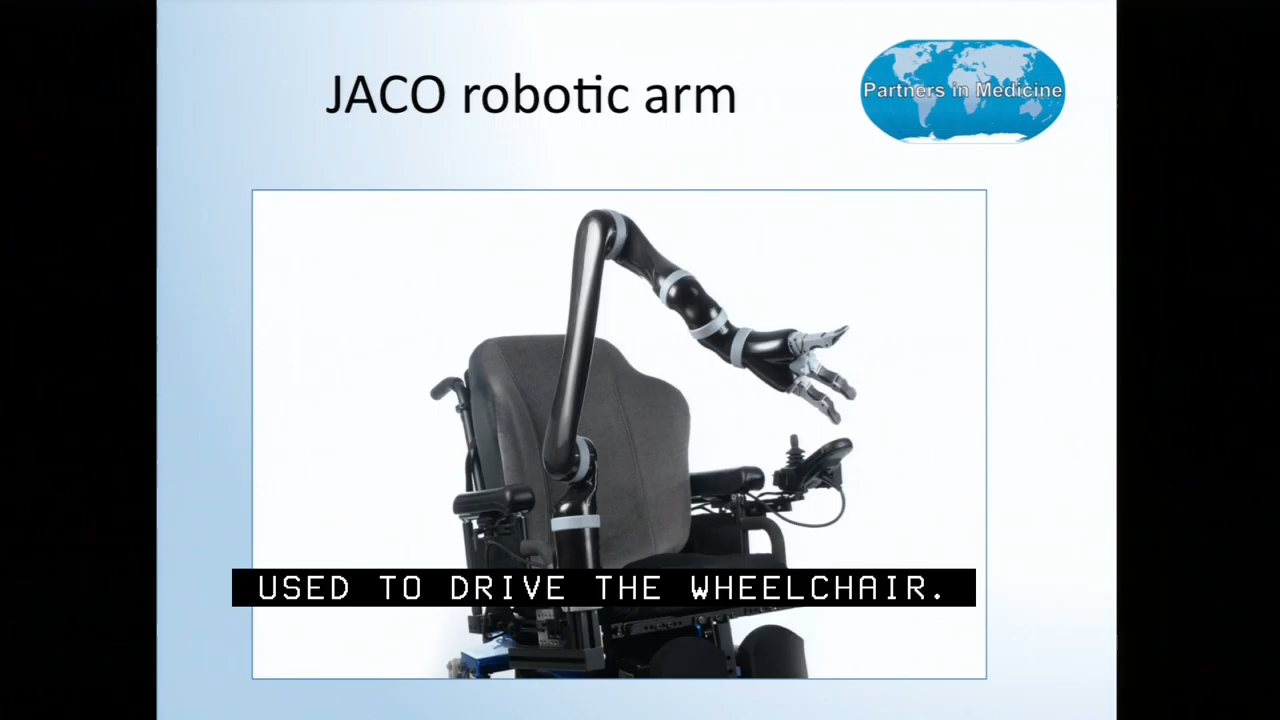 JACO robotic arm
Partners in Medicine
USED TO DRIVE THE WHEELCHAIR.